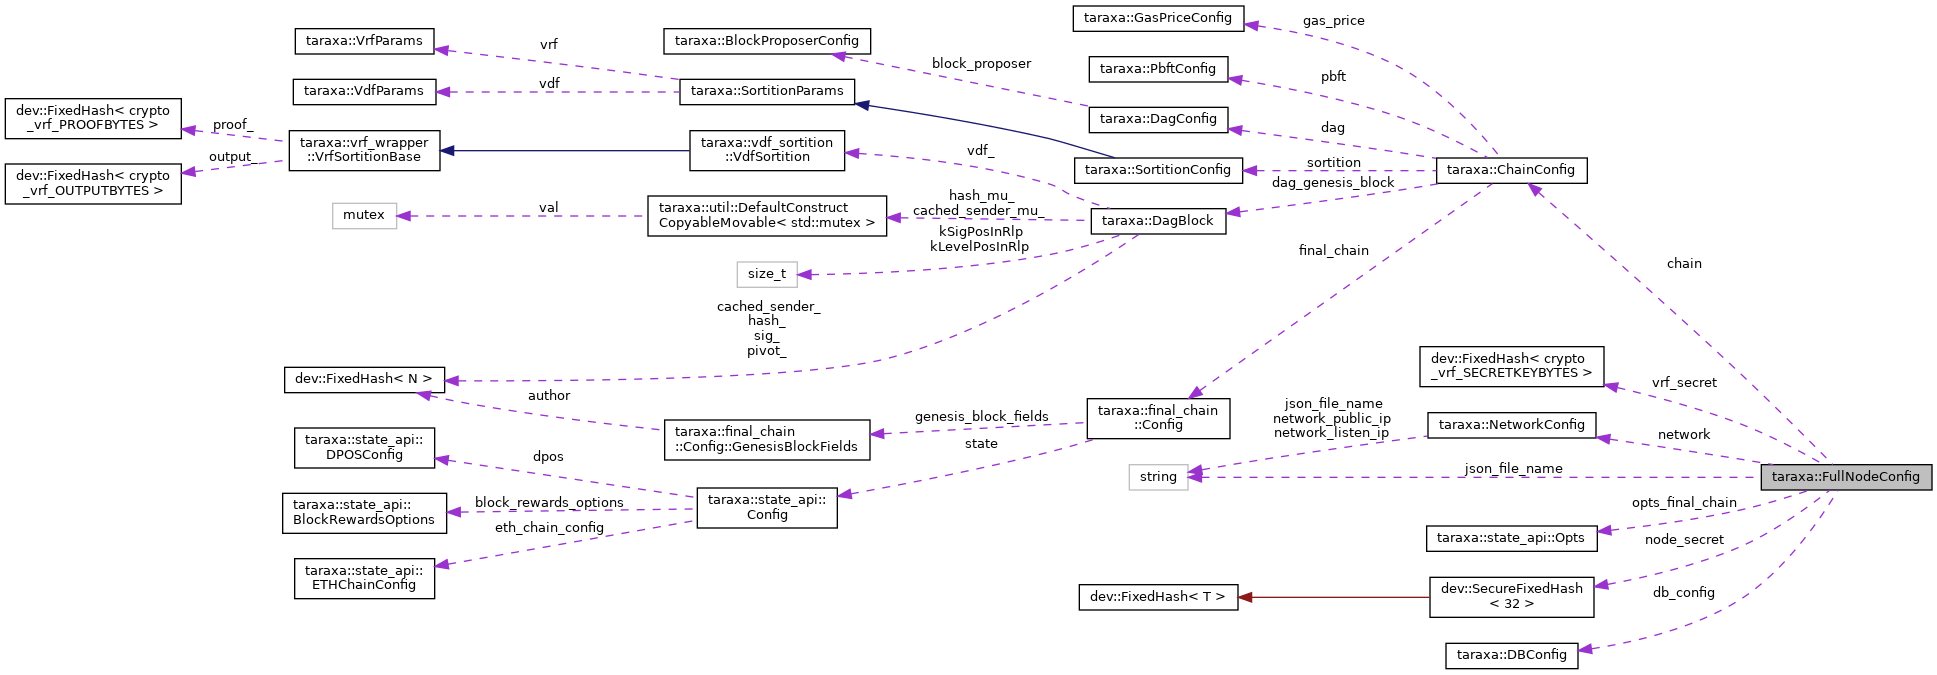 taraxa::GasPriceConfig
gas_price
taraxa::VrfParams
vrf
taraxa::BlockProposerConfig
block_proposer
taraxa::PbftConfig
pbft
taraxa::VdfParams
vdf
taraxa::SortitionParams
dev::FixedHash< crypto
_vrf_PROOFBYTES >
proof_
taraxa::DagConfig
dag
taraxa::vrf_wrapper
::VrfSortitionBase
taraxa::vdf_sortition
::VdfSortition
vdf_
output_
dev::FixedHash< crypto
_vrf_OUTPUTBYTES >
taraxa::SortitionConfig
sortition
dag_genesis_block
taraxa::ChainConfig
mutex
val
taraxa::util::DefaultConstruct
CopyableMovable< std::mutex >
hash_mu_
cached_sender_mu_
taraxa::DagBlock
kSigPosInRlp
kLevelPosInRlp
size_t
final_chain
chain
cached_sender_
hash_
sig_
pivot_
dev::FixedHash< N >
author
dev::FixedHash< crypto
_vrf_SECRETKEYBYTES >
vrf_secret
taraxa::final_chain
::Config::GenesisBlockFields
genesis_block_fields
state
taraxa::final_chain
::Config
json_file_name
network_public_ip
network_listen_ip
taraxa::NetworkConfig
network
taraxa::state_api::
DPOSConfig
dpos
string
json_file_name
taraxa::FullNodeConfig
taraxa::state_api::
BlockRewardsOptions
block_rewards_options
eth_chain_config
taraxa::state_api::
Config
opts_final_chain
taraxa::state_api::Opts
node_secret
taraxa::state_api::
ETHChainConfig
dev::FixedHash< T >
dev::SecureFixedHash
< 32 >
db_config
taraxa::DBConfig